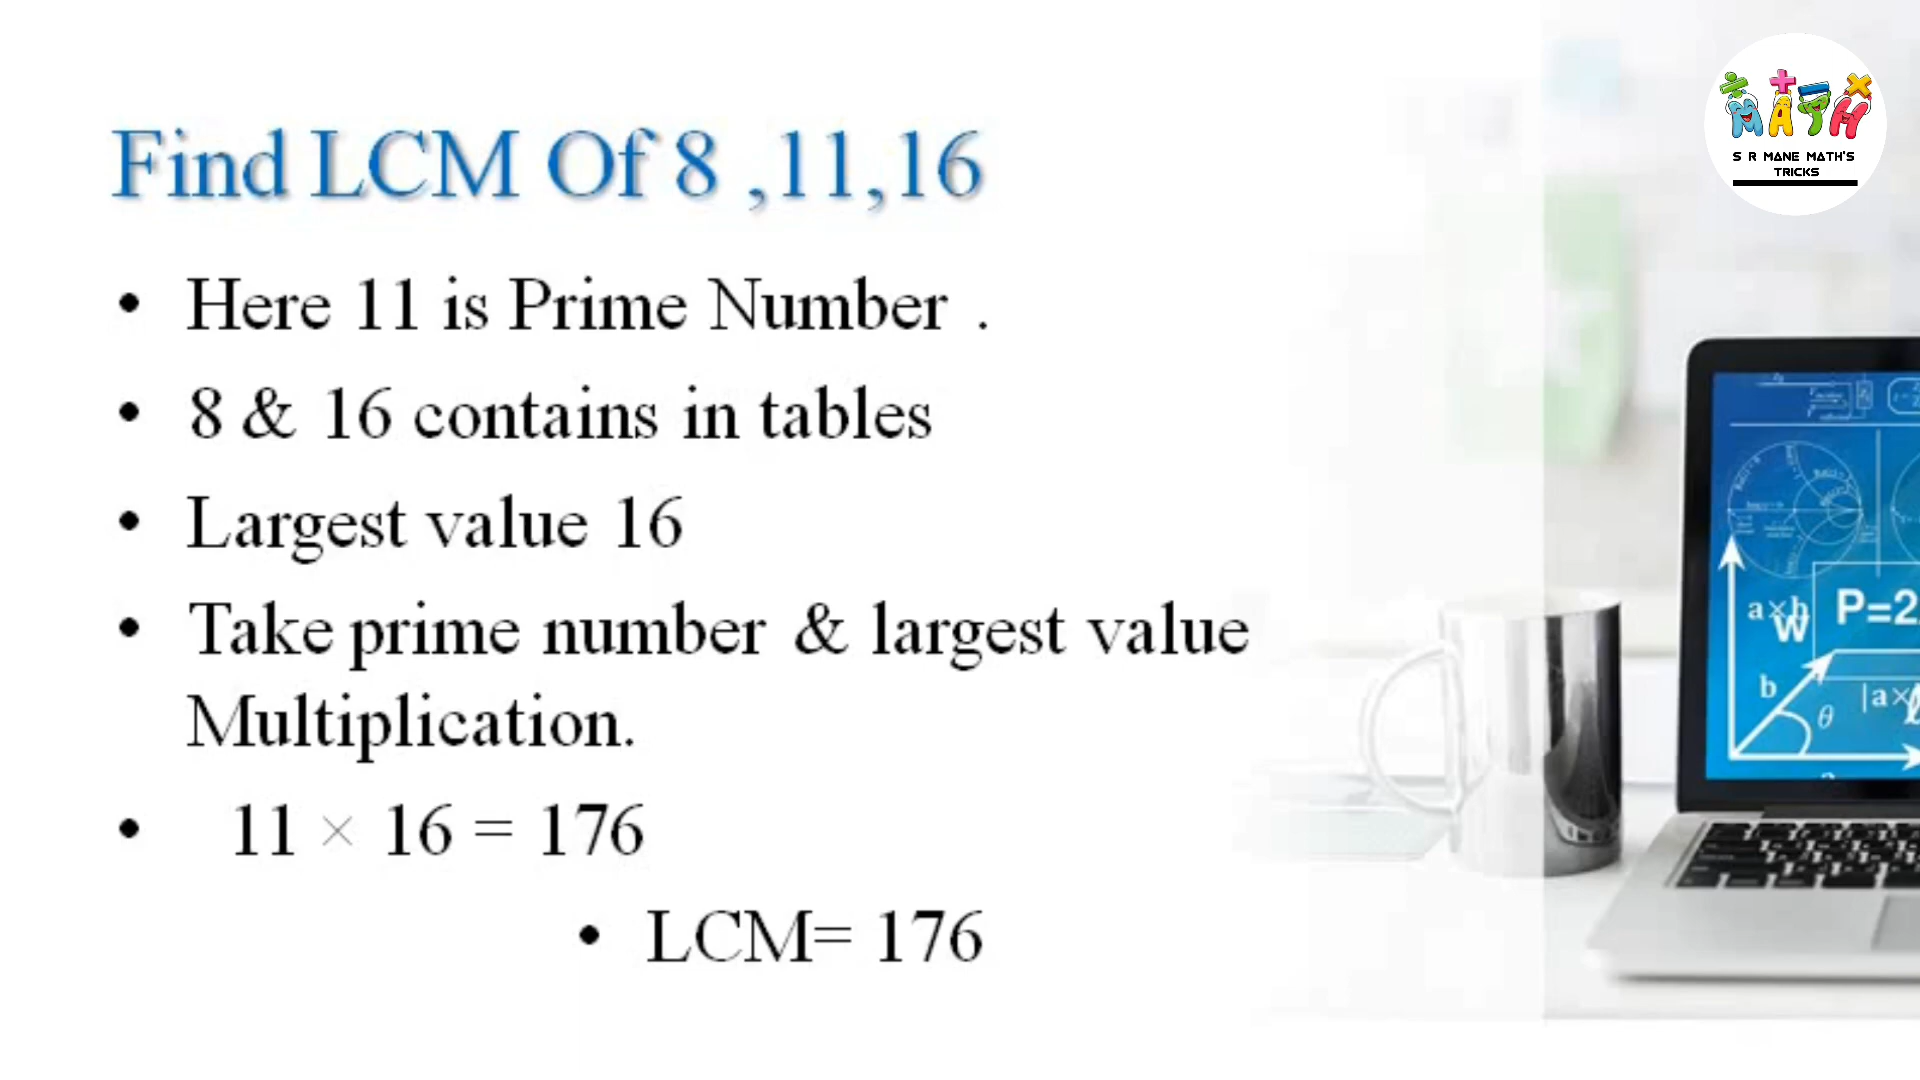 Find LCM Of 8 ,11,16
• Here 11 is Prime Number .
• 8 & 16 contains in tables
• Largest value 16
• Take prime number & largest value
Multiplication.
• 11 × 16 = 176
• LCM= 176
MATH
S R MANE MATH'S
TRICKS
a×b
W
P=2
b
θ
|a×